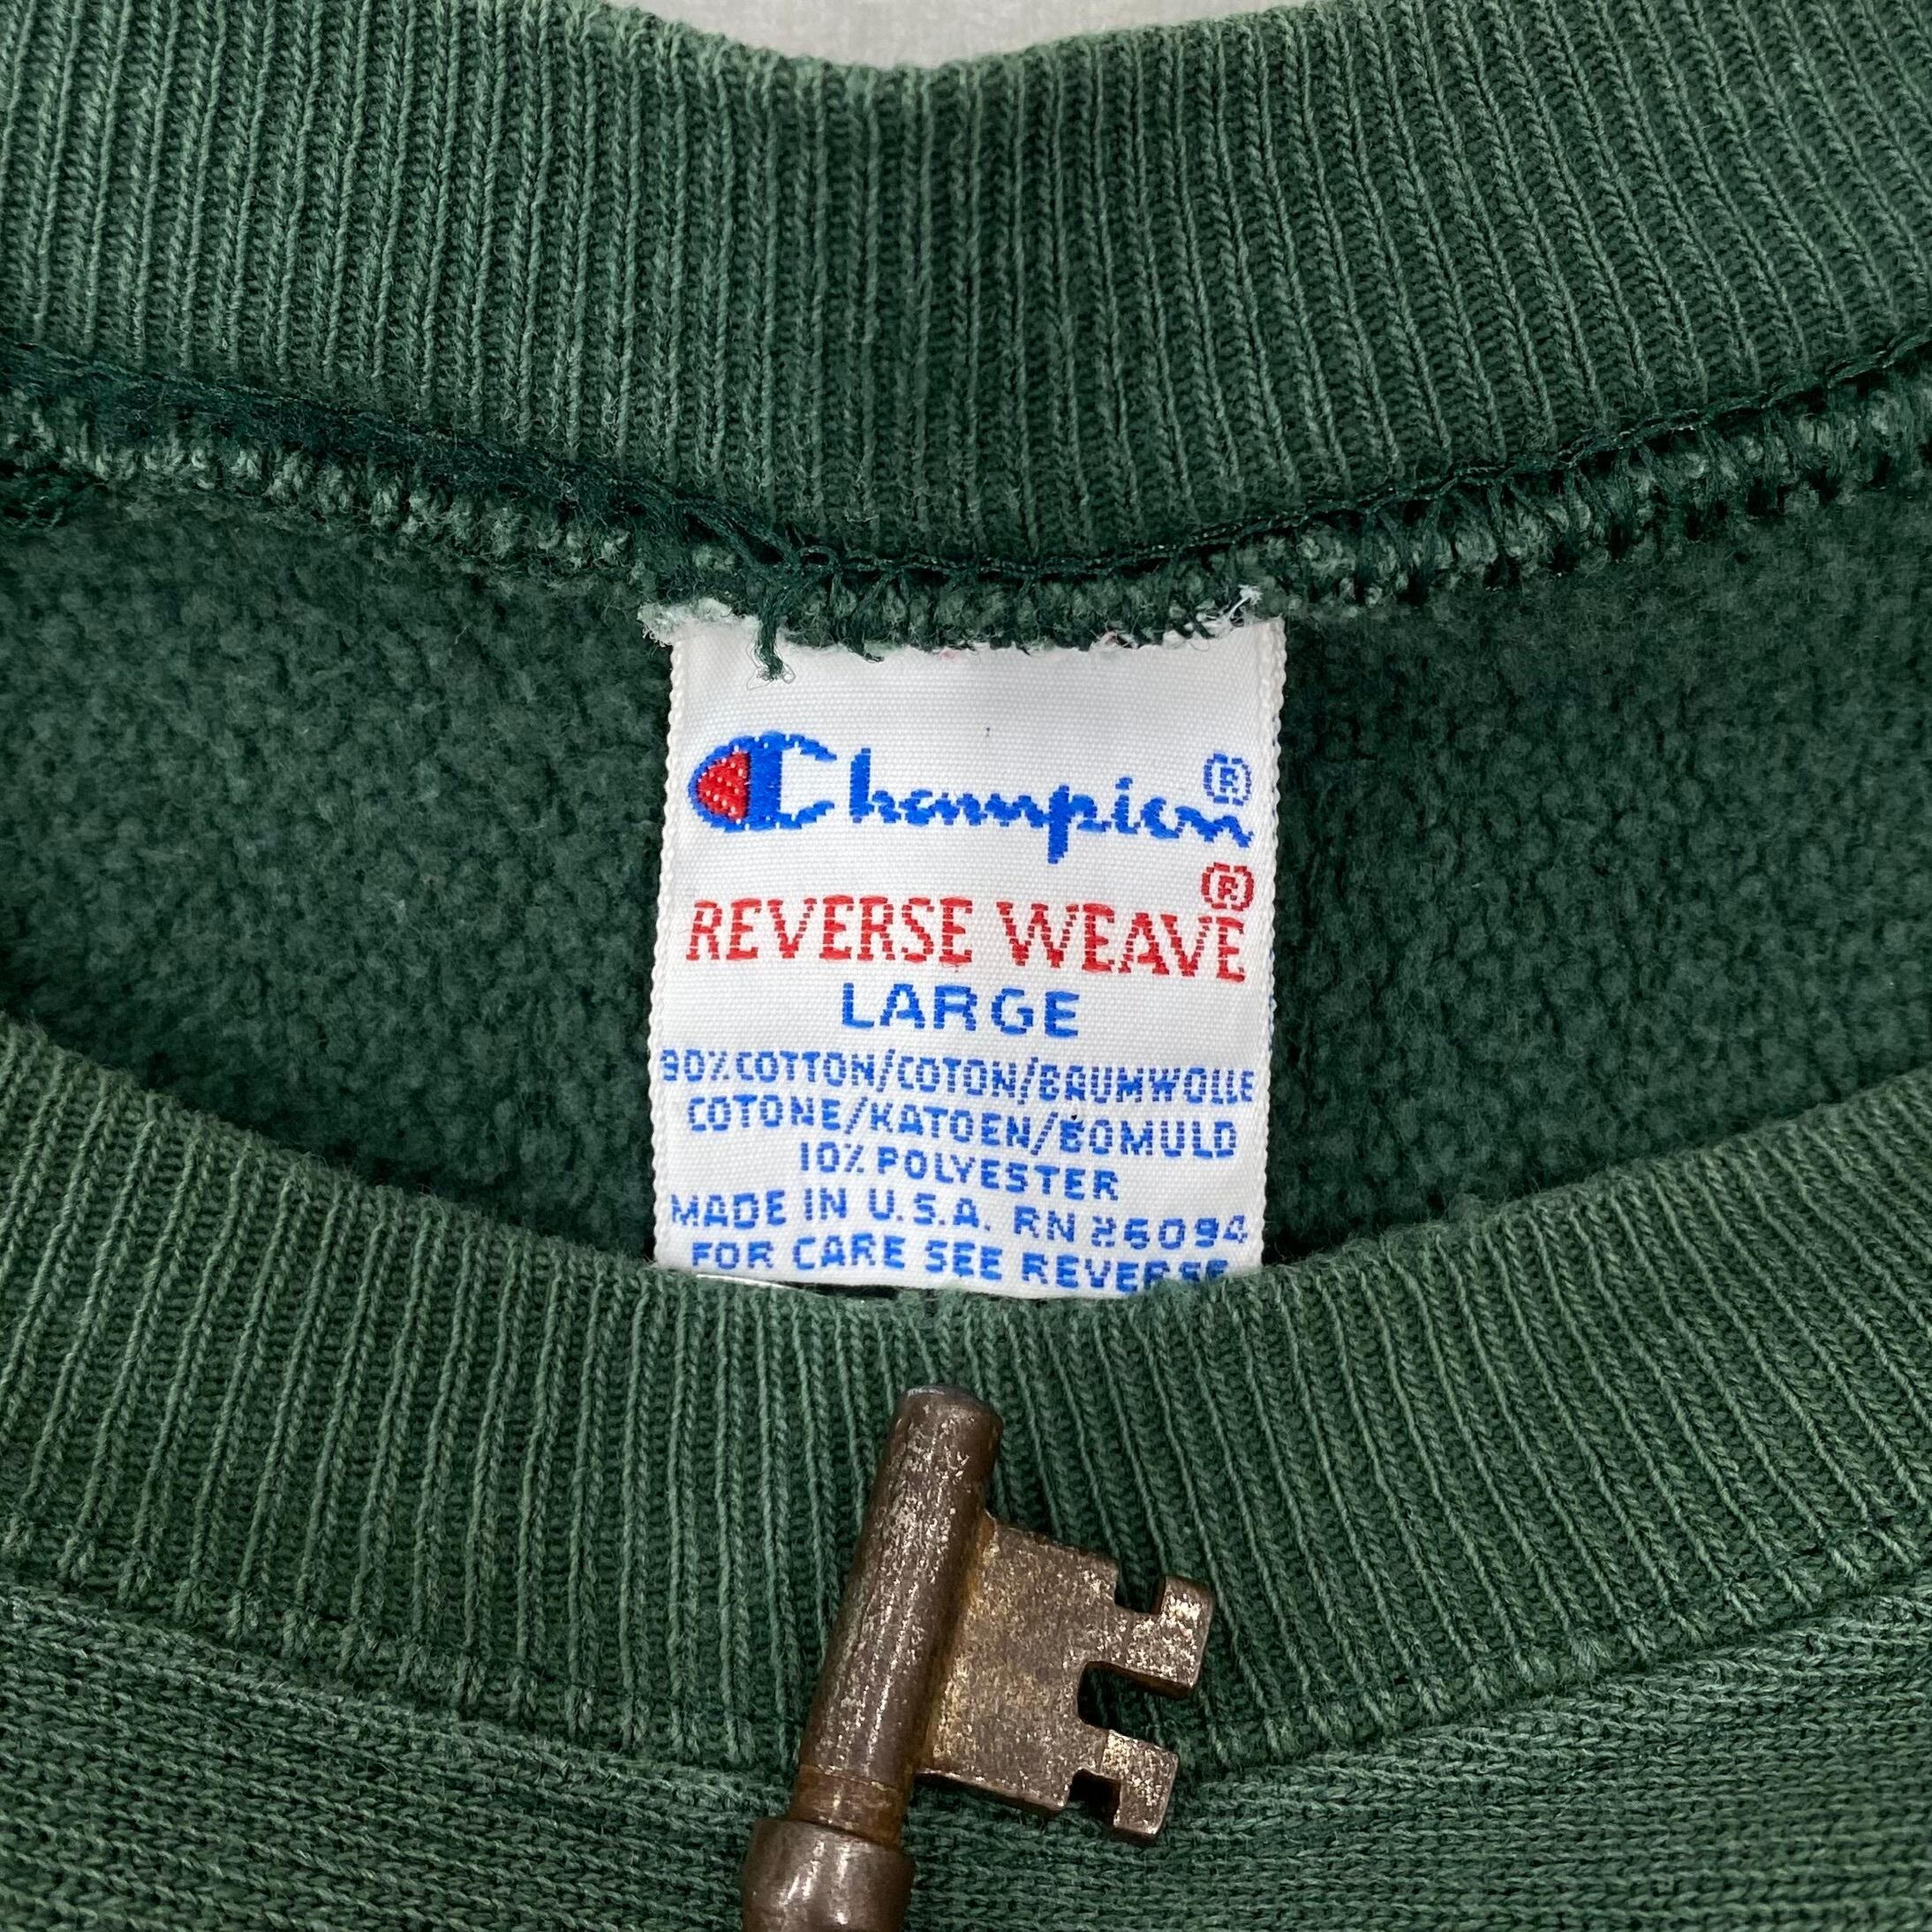 Champion®
REVERSE WEAVE®
LARGE
90% COTTON/COTON/BAUMWOLLE
COTONE/KATOEN/BOMULD
10% POLYESTER
MADE IN U.S.A. RN 26094
FOR CARE SEE REVERSE